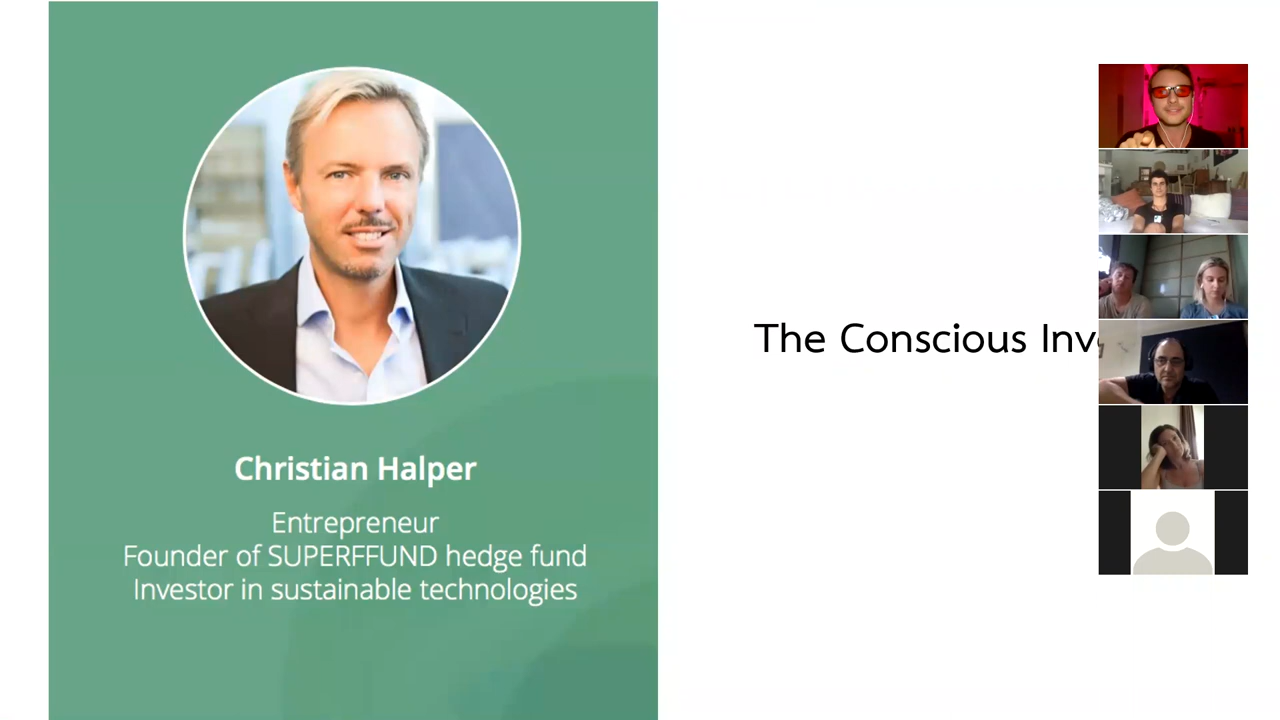 Christian Halper
Entrepreneur
Founder of SUPERFFUND hedge fund
Investor in sustainable technologies
The Conscious Inv